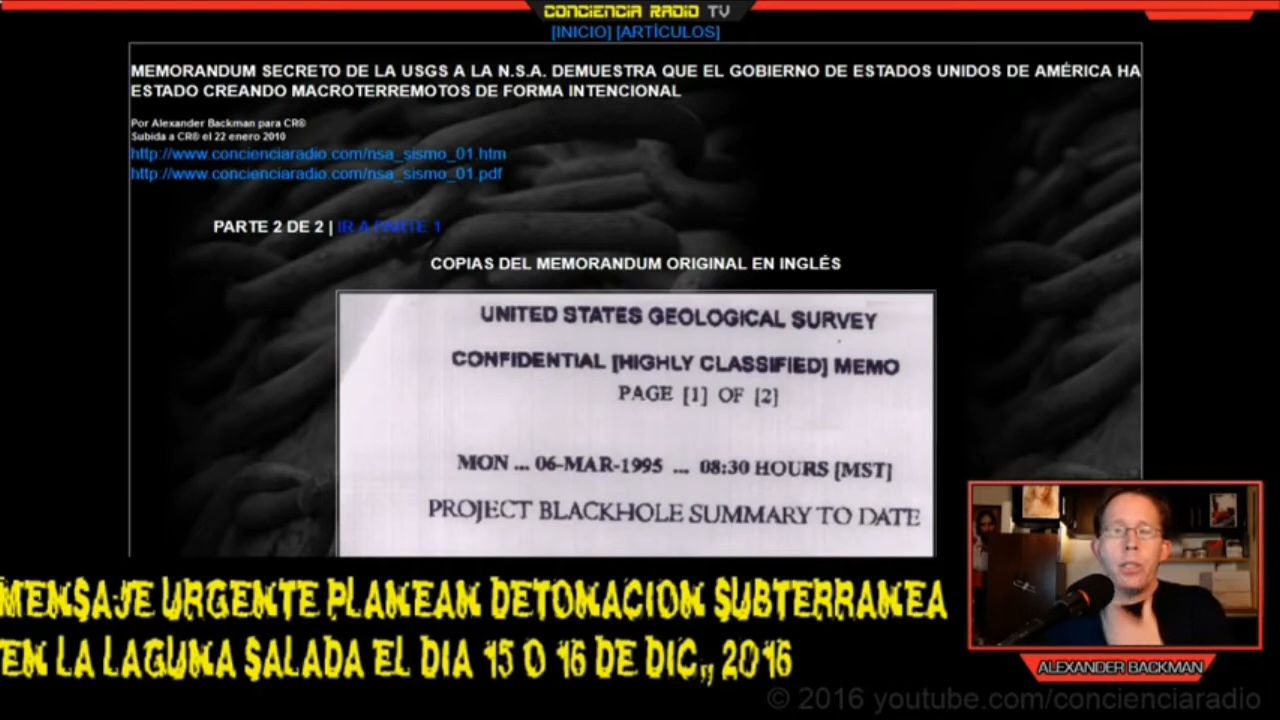 CONCIENCIA RADIO TV
[INICIO] [ARTÍCULOS]
MEMORANDUM SECRETO DE LA USGS A LA N.S.A. DEMUESTRA QUE EL GOBIERNO DE ESTADOS UNIDOS DE AMÉRICA HA
ESTADO CREANDO MACROTERREMOTOS DE FORMA INTENCIONAL
Por Alexander Backman para CR®
Subida a CR® el 22 enero 2010
http://www.concienciaradio.com/nsa_sismo_01.htm
http://www.concienciaradio.com/nsa_sismo_01.pdf
PARTE 2 DE 2 | IR A PARTE 1
COPIAS DEL MEMORANDUM ORIGINAL EN INGLÉS
UNITED STATES GEOLOGICAL SURVEY
CONFIDENTIAL [HIGHLY CLASSIFIED] MEMO
PAGE [1] OF [2]
MON ... 06-MAR-1995 ... 08:30 HOURS [MST]
PROJECT BLACKHOLE SUMMARY TO DATE
MENSAJE URGENTE PLANEAN DETONACION SUBTERRANEA
EN LA LAGUNA SALADA EL DIA 15 O 16 DE DIC,, 2016
ALEXANDER BACKMAN
© 2016 youtube.com/concienciaradio